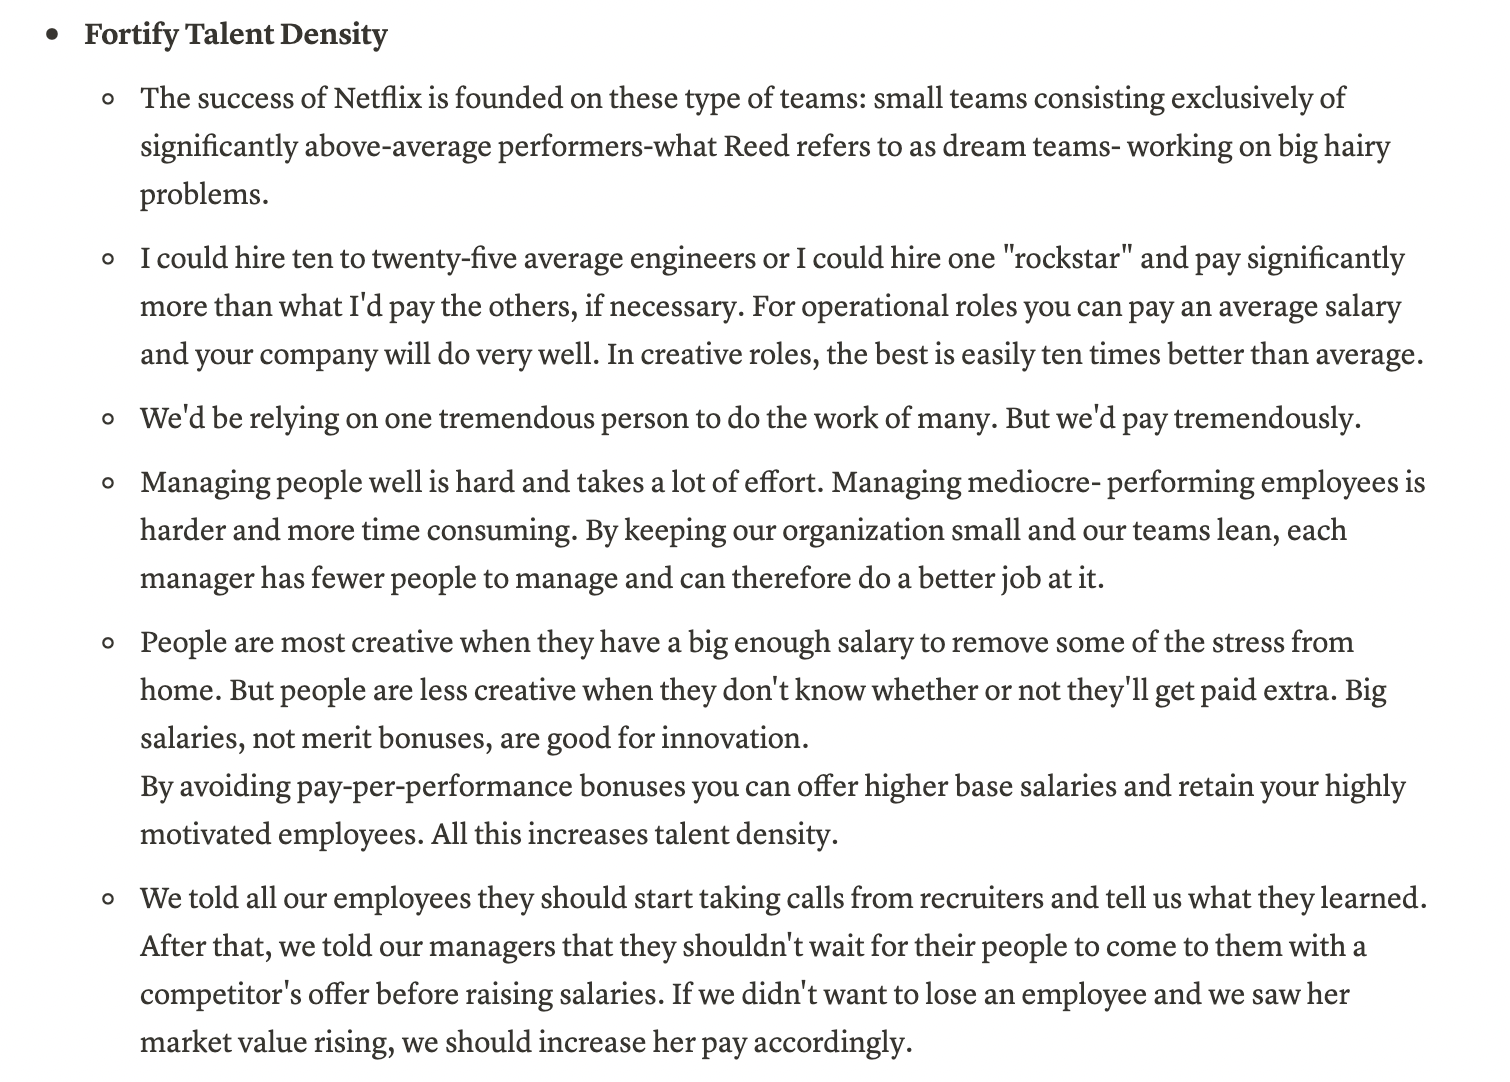 • Fortify Talent Density
◦ The success of Netflix is founded on these type of teams: small teams consisting exclusively of
significantly above-average performers-what Reed refers to as dream teams- working on big hairy
problems.
◦ I could hire ten to twenty-five average engineers or I could hire one "rockstar" and pay significantly
more than what I'd pay the others, if necessary. For operational roles you can pay an average salary
and your company will do very well. In creative roles, the best is easily ten times better than average.
◦ We'd be relying on one tremendous person to do the work of many. But we'd pay tremendously.
◦ Managing people well is hard and takes a lot of effort. Managing mediocre- performing employees is
harder and more time consuming. By keeping our organization small and our teams lean, each
manager has fewer people to manage and can therefore do a better job at it.
◦ People are most creative when they have a big enough salary to remove some of the stress from
home. But people are less creative when they don't know whether or not they'll get paid extra. Big
salaries, not merit bonuses, are good for innovation.
By avoiding pay-per-performance bonuses you can offer higher base salaries and retain your highly
motivated employees. All this increases talent density.
◦ We told all our employees they should start taking calls from recruiters and tell us what they learned.
After that, we told our managers that they shouldn't wait for their people to come to them with a
competitor's offer before raising salaries. If we didn't want to lose an employee and we saw her
market value rising, we should increase her pay accordingly.